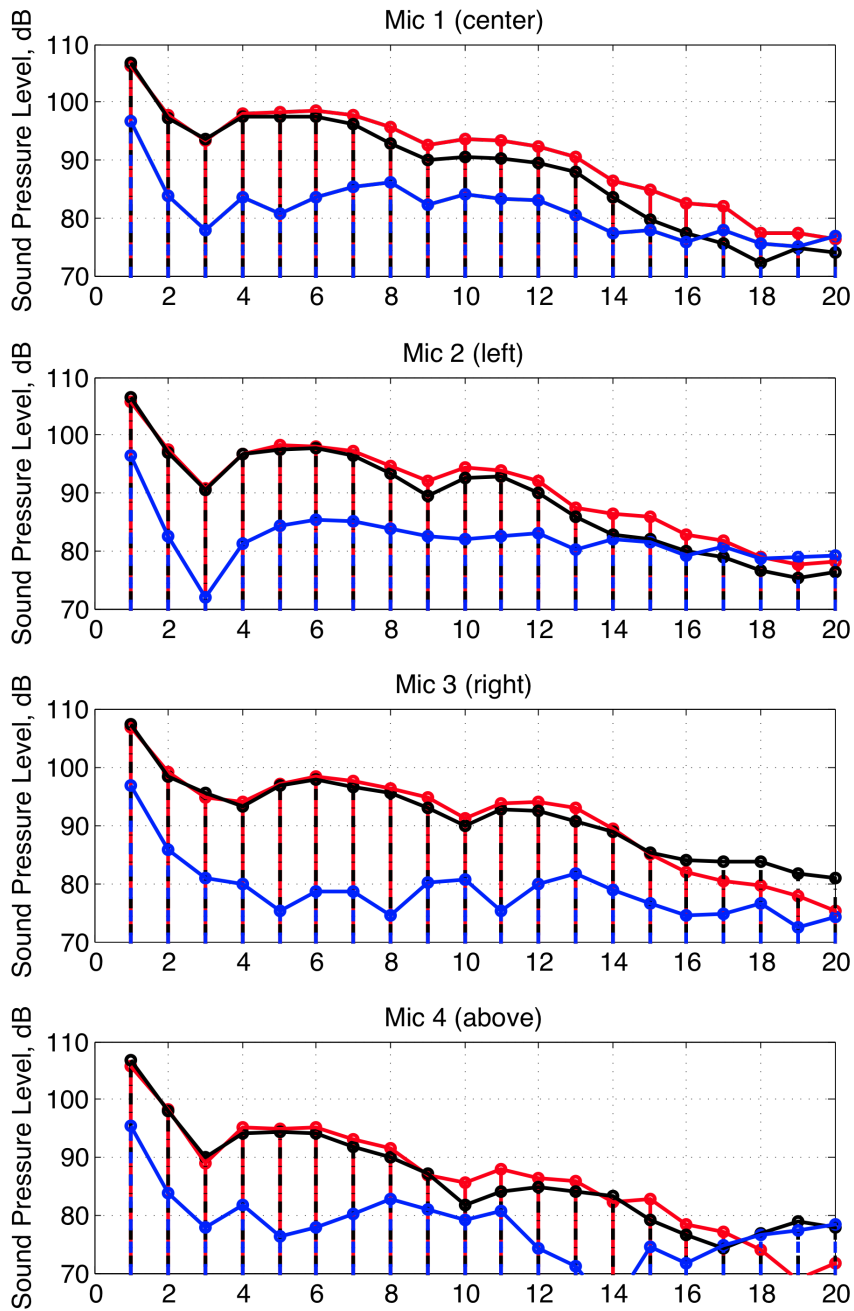 Mic 1 (center)
Sound Pressure Level, dB
110
100
90
80
70
0 2 4 6 8 10 12 14 16 18 20
Mic 2 (left)
Sound Pressure Level, dB
110
100
90
80
70
0 2 4 6 8 10 12 14 16 18 20
Mic 3 (right)
Sound Pressure Level, dB
110
100
90
80
70
0 2 4 6 8 10 12 14 16 18 20
Mic 4 (above)
Sound Pressure Level, dB
110
100
90
80
70
0 2 4 6 8 10 12 14 16 18 20